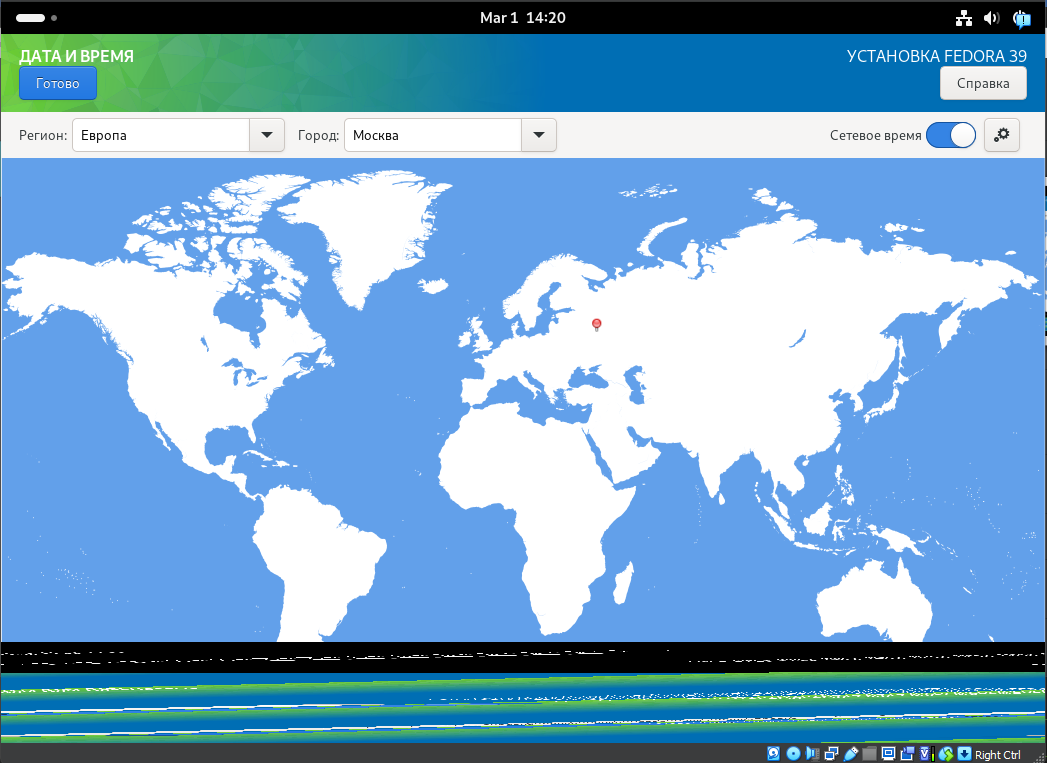 Mar 1 14:20
ДАТА И ВРЕМЯ
УСТАНОВКА FEDORA 39
Готово
Справка
Регион: Европа Город: Москва Сетевое время
Right Ctrl